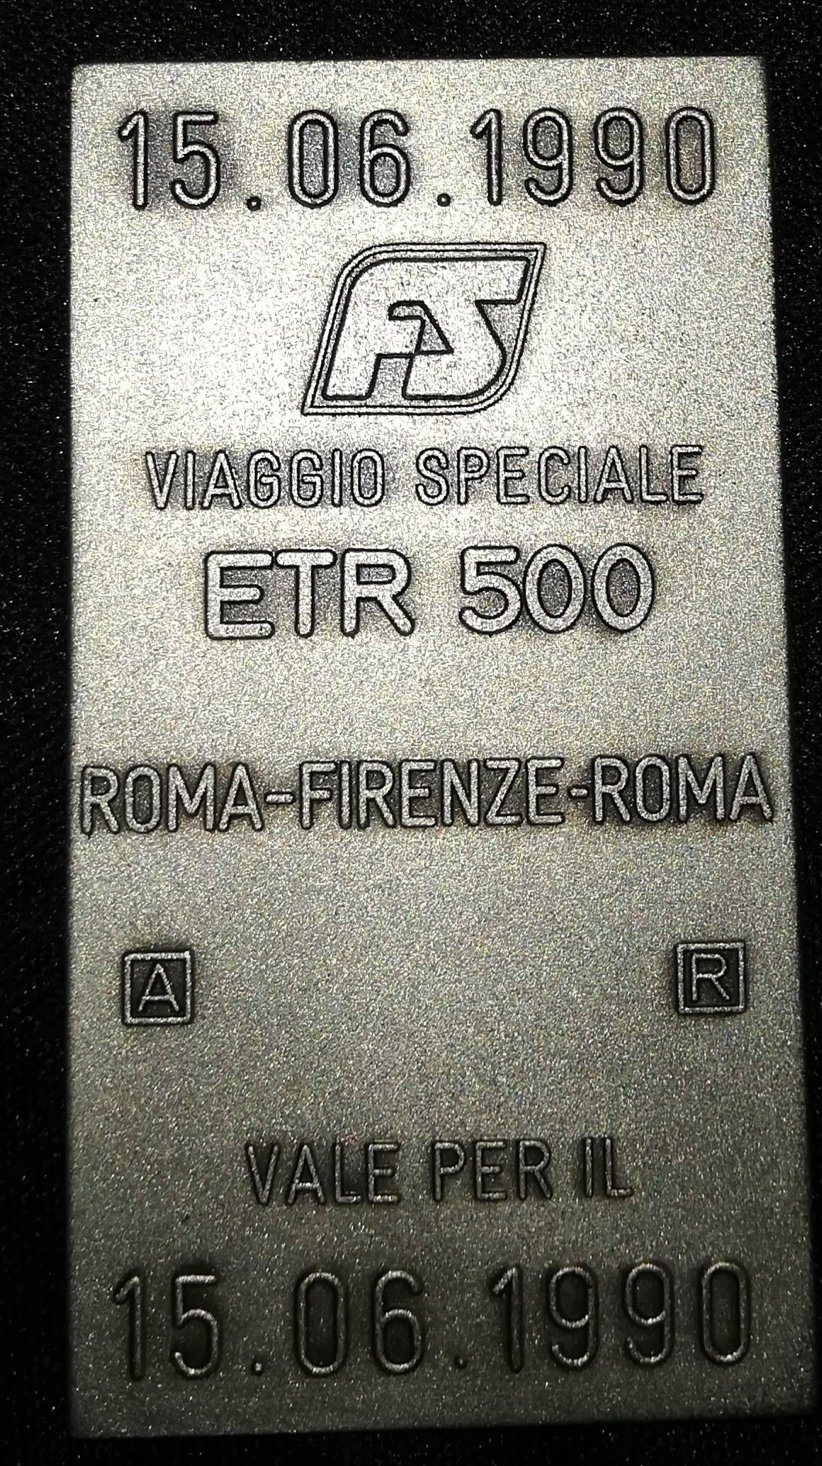 15.06.1990
FS
VIAGGIO SPECIALE
ETR 500
ROMA-FIRENZE-ROMA
A R
VALE PER IL
15.06.1990